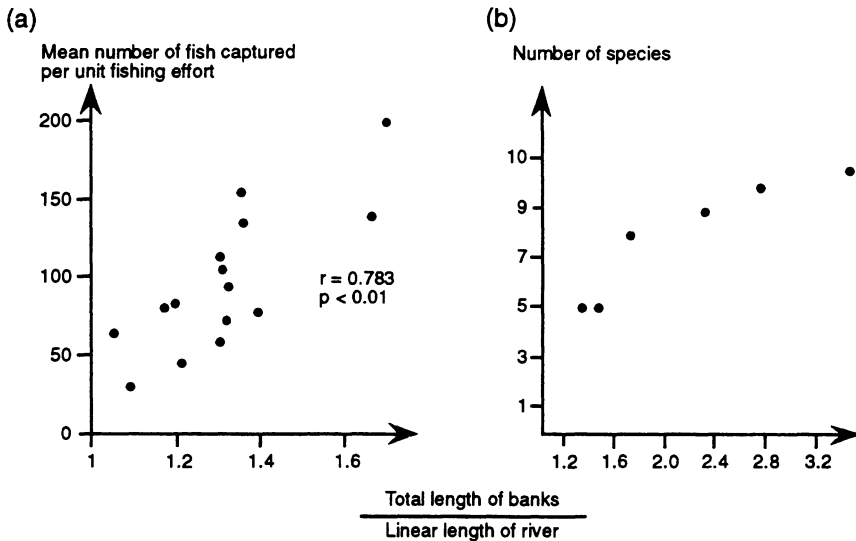 (a)
Mean number of fish captured
per unit fishing effort
200
150
100
50
0
1
1.2
1.4
1.6
r = 0.783
p < 0.01
(b)
Number of species
10
9
7
5
3
1
1.2
1.6
2.0
2.4
2.8
3.2
Total length of banks
Linear length of river